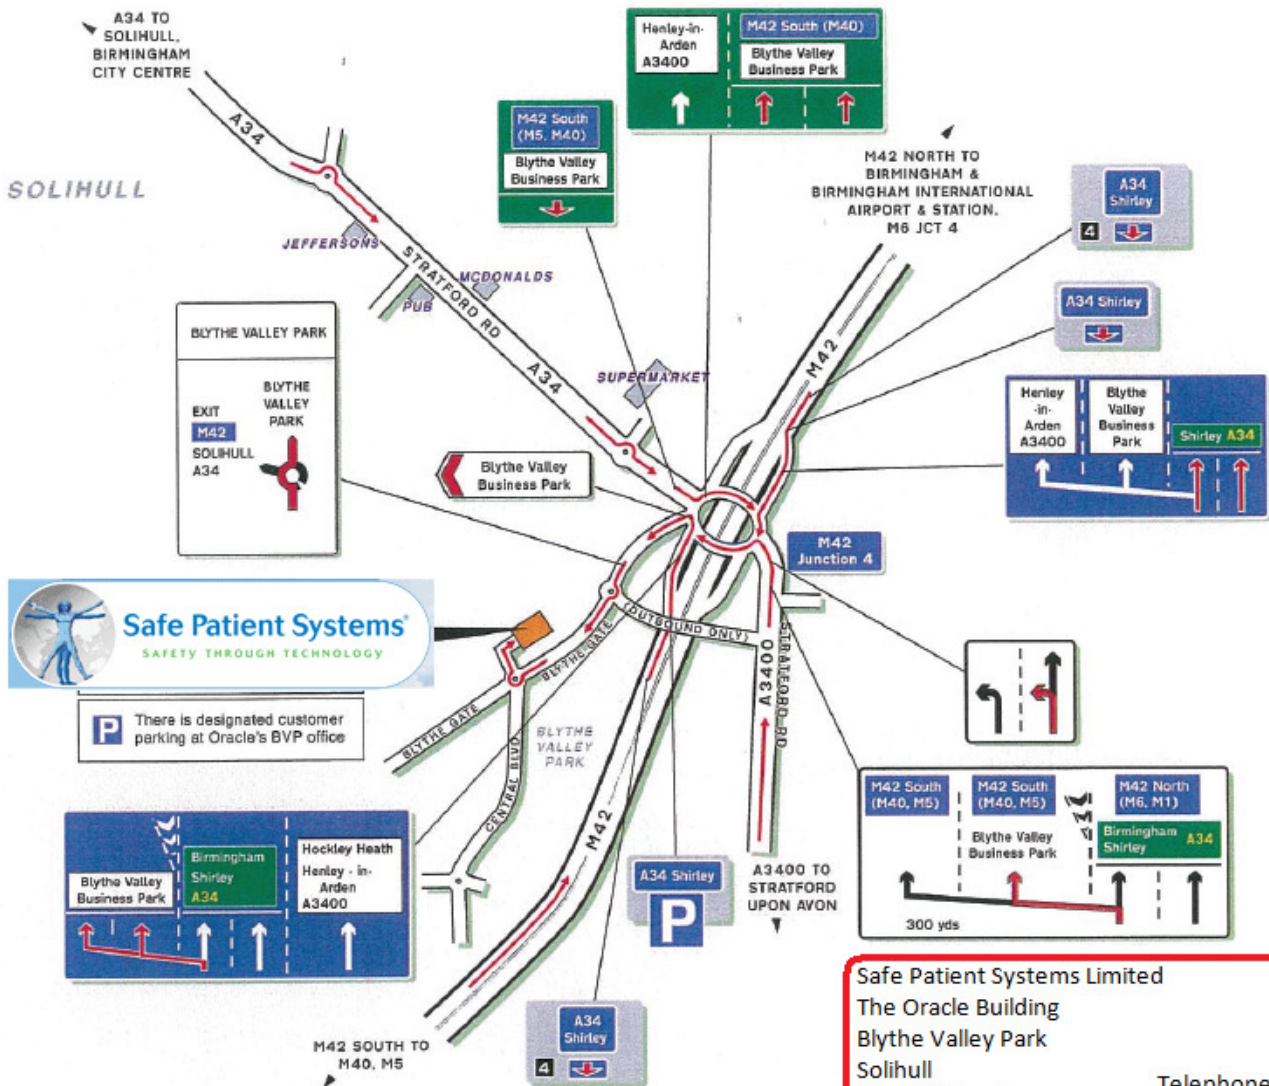 A34 TO
SOLIHULL,
BIRMINGHAM
CITY CENTRE
Henley-in-
Arden
A3400
M42 South (M40)
Blythe Valley
Business Park
M42 South
(M5, M40)
Blythe Valley
Business Park
A34
SOLIHULL
M42 NORTH TO
BIRMINGHAM &
BIRMINGHAM INTERNATIONAL
AIRPORT & STATION,
M6 JCT 4
A34
Shirley
4
JEFFERSONS
STRATFORD RD
MCDONALDS
PUB
A34 Shirley
BLYTHE VALLEY PARK
EXIT
M42
SOLIHULL
A34
BLYTHE
VALLEY
PARK
A34
SUPERMARKET
M42
Henley
-in-
Arden
A3400
Blythe
Valley
Business
Park
Shirley A34
Blythe Valley
Business Park
M42
Junction 4
Safe Patient Systems®
SAFETY THROUGH TECHNOLOGY
(OUTBOUND ONLY)
BLYTHE GATE
A3400
STRATFORD RD
P There is designated customer
parking at Oracle's BVP office
BLYTHE GATE
BLYTHE
VALLEY
PARK
CENTRAL BLVD
M42
M42 South
(M40, M5)
M42 South
(M40, M5)
Blythe Valley
Business Park
M42 North
(M6, M1)
Birmingham
Shirley A34
300 yds
Blythe Valley
Business Park
Birmingham
Shirley
A34
Hockley Heath
Henley - in-
Arden
A3400
A34 Shirley
P
A3400 TO
STRATFORD
UPON AVON
M42 SOUTH TO
M40, M5
A34
Shirley
4
Safe Patient Systems Limited
The Oracle Building
Blythe Valley Park
Solihull
Telephone